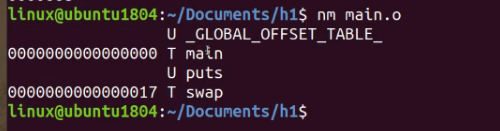 linux@ubuntu1804:~/Documents/h1$ nm main.o
U _GLOBAL_OFFSET_TABLE_
0000000000000000 T main
U puts
0000000000000017 T swap
linux@ubuntu1804:~/Documents/h1$